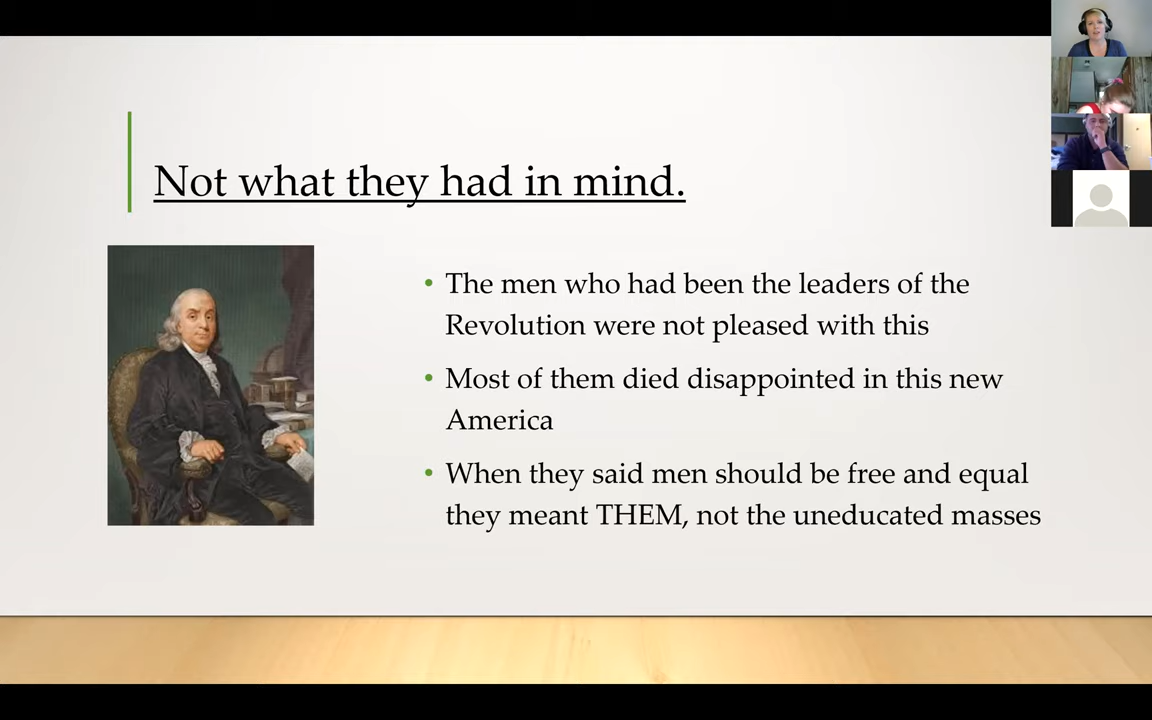 Not what they had in mind.
• The men who had been the leaders of the
Revolution were not pleased with this
• Most of them died disappointed in this new
America
• When they said men should be free and equal
they meant THEM, not the uneducated masses